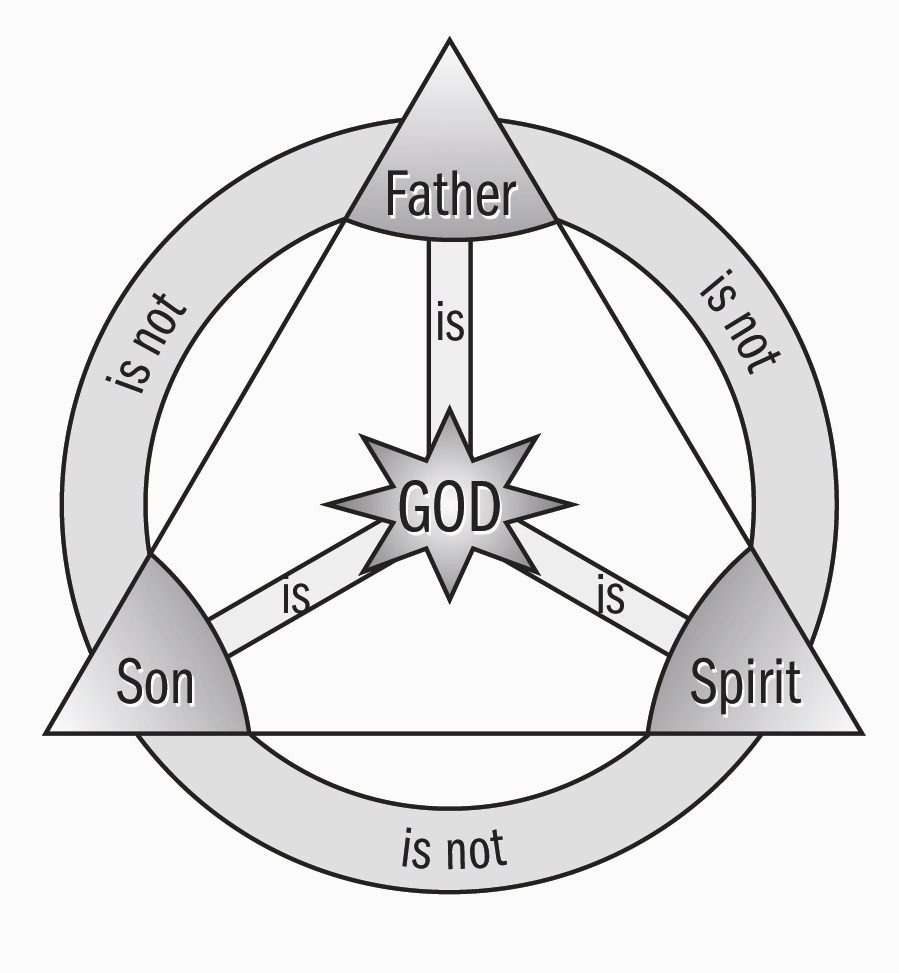 Father
is not
is not
is
GOD
is
is
Son
Spirit
is not